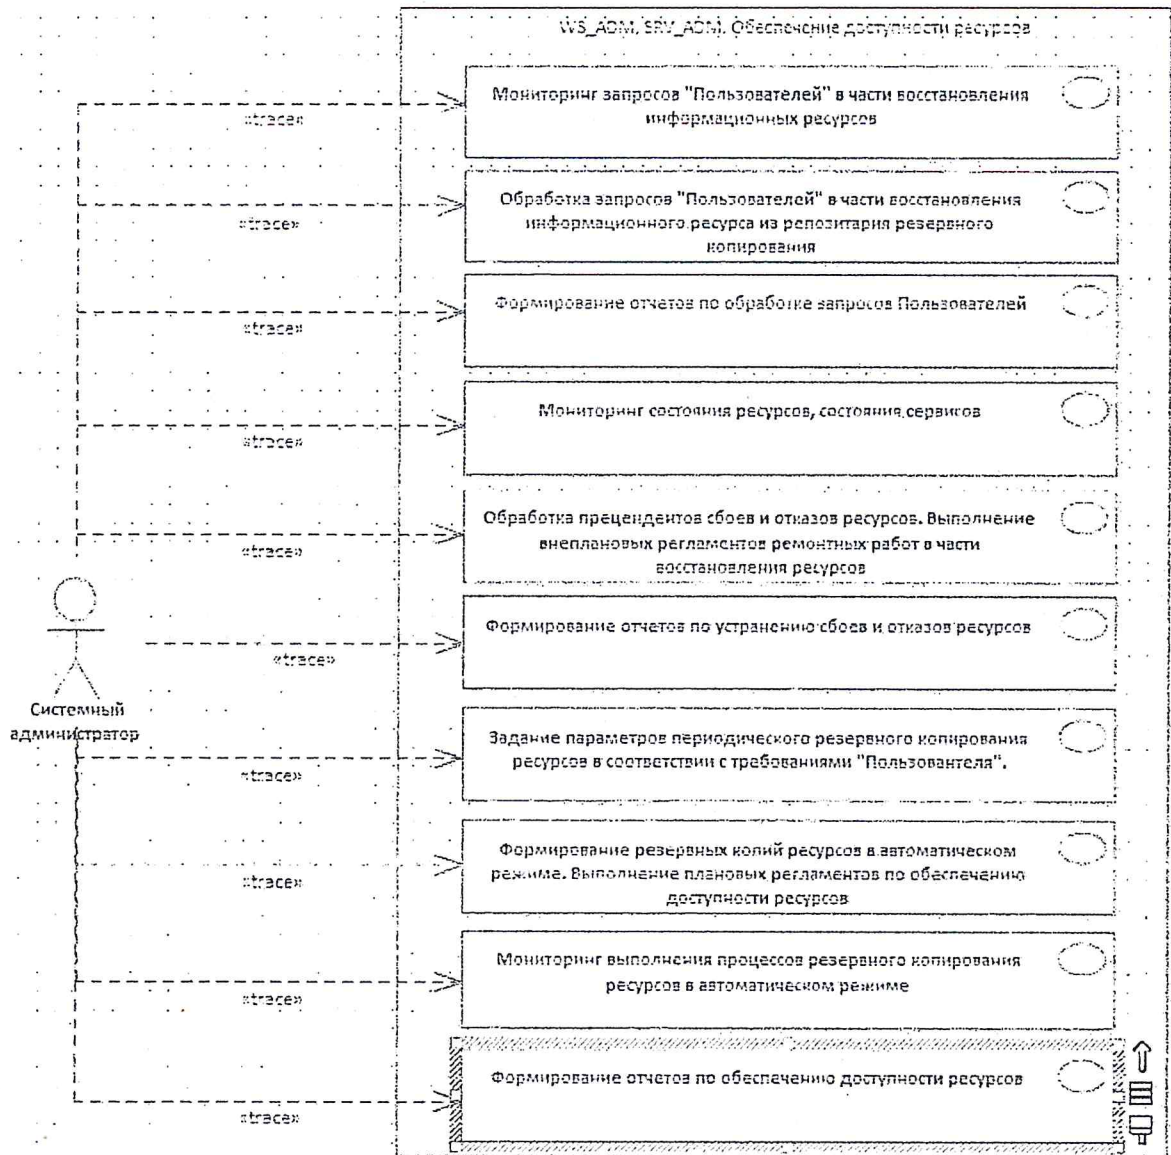 WS_ADM, SRV_ADM. Обеспечение доступности ресурсов
Мониторинг запросов "Пользователей" в части восстановления
информационных ресурсов
«trace»
Обработка запросов "Пользователей" в части восстановления
информационного ресурса из репозитария резервного
копирования
«trace»
Формирование отчетов по обработке запросов Пользователей
«trace»
Мониторинг состояния ресурсов, состояния сервисов
«trace»
Обработка прецендентов сбоев и отказов ресурсов. Выполнение
внеплановых регламентов ремонтных работ в части
восстановления ресурсов
«trace»
Формирование отчетов по устранению сбоев и отказов ресурсов
«trace»
Системный
администратор
Задание параметров периодического резервного копирования
ресурсов в соответствии с требованиями "Пользовантела".
«trace»
Формирование резервных копий ресурсов в автоматическом
режиме. Выполнение плановых регламентов по обеспечению
доступности ресурсов
«trace»
Мониторинг выполнения процессов резервного копирования
ресурсов в автоматическом режиме
«trace»
Формирование отчетов по обеспечению доступности ресурсов
«trace»